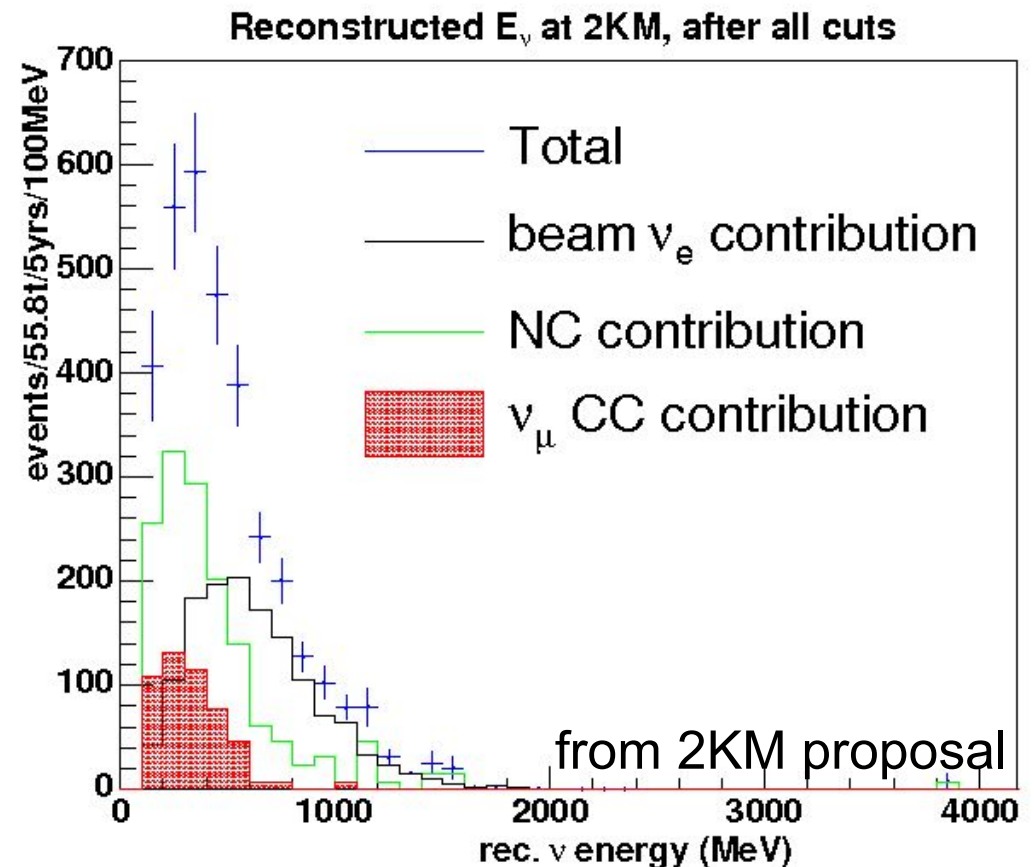 Reconstructed Eν at 2KM, after all cuts
events/55.8t/5yrs/100MeV
700
600
500
400
300
200
100
0
Total
beam νe contribution
NC contribution
νμ CC contribution
from 2KM proposal
0 1000 2000 3000 4000
rec. ν energy (MeV)